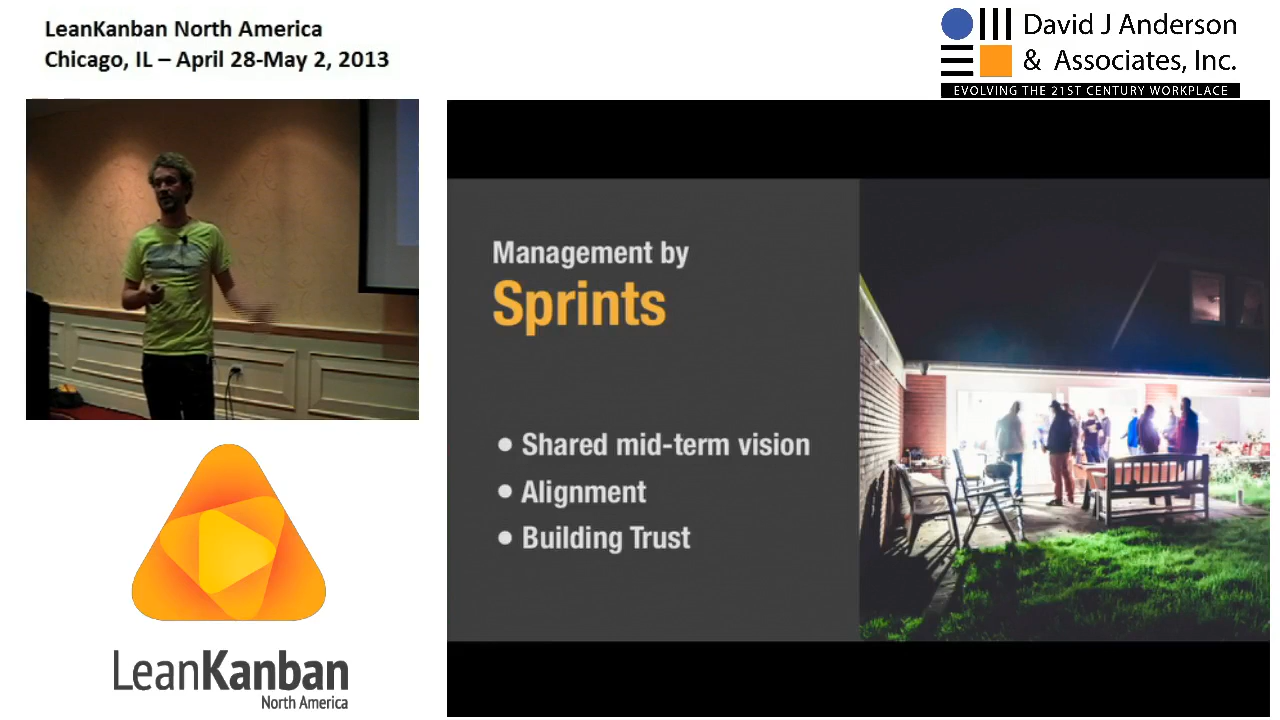 LeanKanban North America
Chicago, IL – April 28-May 2, 2013
David J Anderson
& Associates, Inc.
EVOLVING THE 21ST CENTURY WORKPLACE
Management by
Sprints
● Shared mid-term vision
● Alignment
● Building Trust
LeanKanban
North America